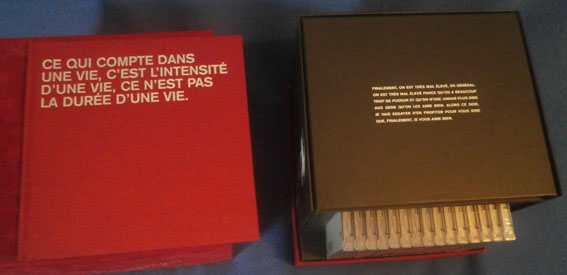 CE QUI COMPTE DANS
UNE VIE, C'EST L'INTENSITÉ
D'UNE VIE, CE N'EST PAS
LA DURÉE D'UNE VIE.
FINALEMENT, ON EST TRÈS MAL ÉLEVÉ, EN GÉNÉRAL.
ON EST TRÈS MAL ÉLEVÉ PARCE QU'ON A BEAUCOUP
TROP DE PUDEUR ET QU'ON N'OSE JAMAIS PLUS DIRE
AUX GENS QU'ON LES AIME BIEN. ALORS CE SOIR,
JE VAIS ESSAYER D'EN PROFITER POUR VOUS DIRE
QUE, FINALEMENT, JE VOUS AIME BIEN.